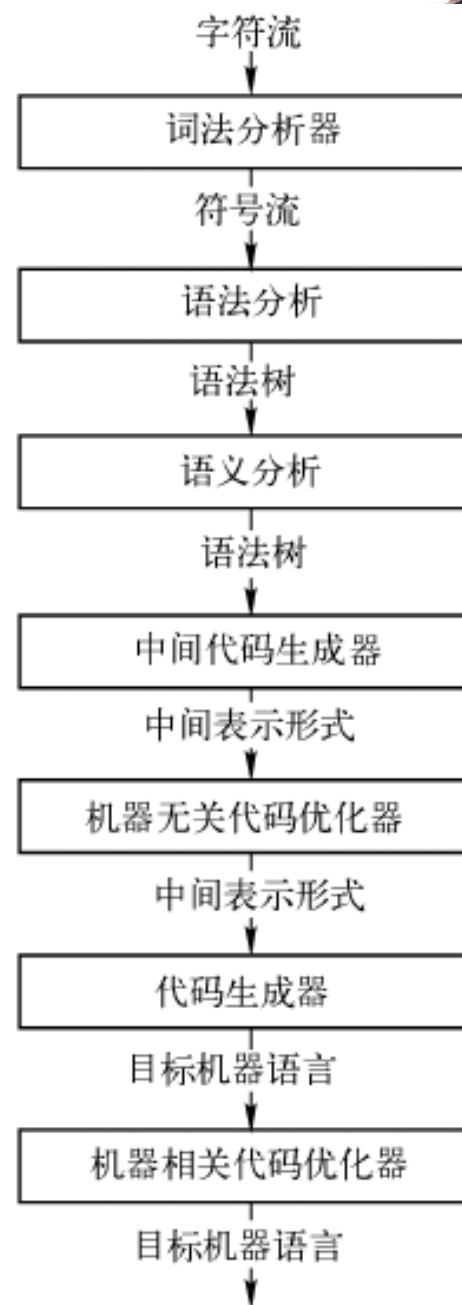 字符流
词法分析器
符号流
语法分析
语法树
语义分析
语法树
中间代码生成器
中间表示形式
机器无关代码优化器
中间表示形式
代码生成器
目标机器语言
机器相关代码优化器
目标机器语言